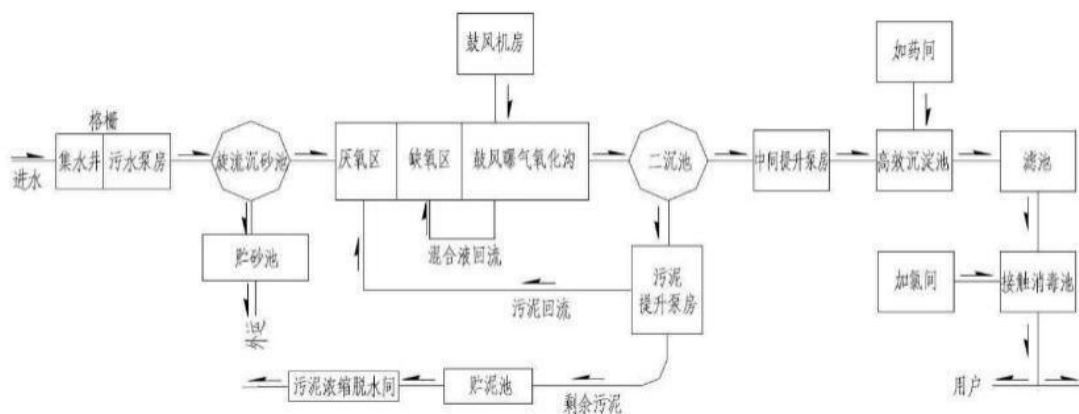 鼓风机房
加药间
格栅
集水井
污水泵房
旋流沉砂池
厌氧区
缺氧区
鼓风曝气氧化沟
二沉池
中间提升泵房
高效沉淀池
滤池
进水
贮砂池
混合液回流
污泥
提升泵房
加氯间
接触消毒池
污泥回流
外运
污泥浓缩脱水间
贮泥池
剩余污泥
用户